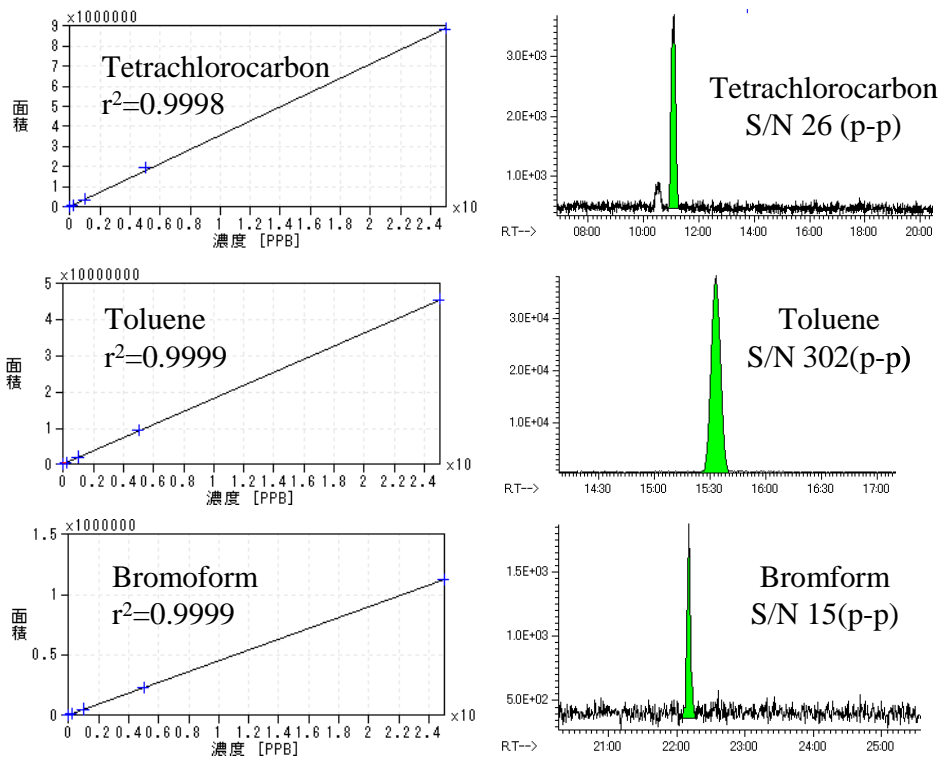 x1000000
9
8
7
6
5
4
3
2
1
0
面積
Tetrachlorocarbon
r²=0.9998
0 0.2 0.4 0.6 0.8 1 1.2 1.4 1.6 1.8 2 2.2 2.4 x10
濃度 [PPB]
3.0E+03
2.0E+03
1.0E+03
Tetrachlorocarbon
S/N 26 (p-p)
RT--> 08:00 10:00 12:00 14:00 16:00 18:00 20:00
x10000000
5
4
3
2
1
0
面積
Toluene
r²=0.9999
0 0.2 0.4 0.6 0.8 1 1.2 1.4 1.6 1.8 2 2.2 2.4 x10
濃度 [PPB]
3.0E+04
2.0E+04
1.0E+04
Toluene
S/N 302(p-p)
RT--> 14:30 15:00 15:30 16:00 16:30 17:00
x1000000
1.5
1
0.5
0
面積
Bromoform
r²=0.9999
0 0.2 0.4 0.6 0.8 1 1.2 1.4 1.6 1.8 2 2.2 2.4 x10
濃度 [PPB]
1.5E+03
1.0E+03
5.0E+02
Bromform
S/N 15(p-p)
RT--> 21:00 22:00 23:00 24:00 25:00